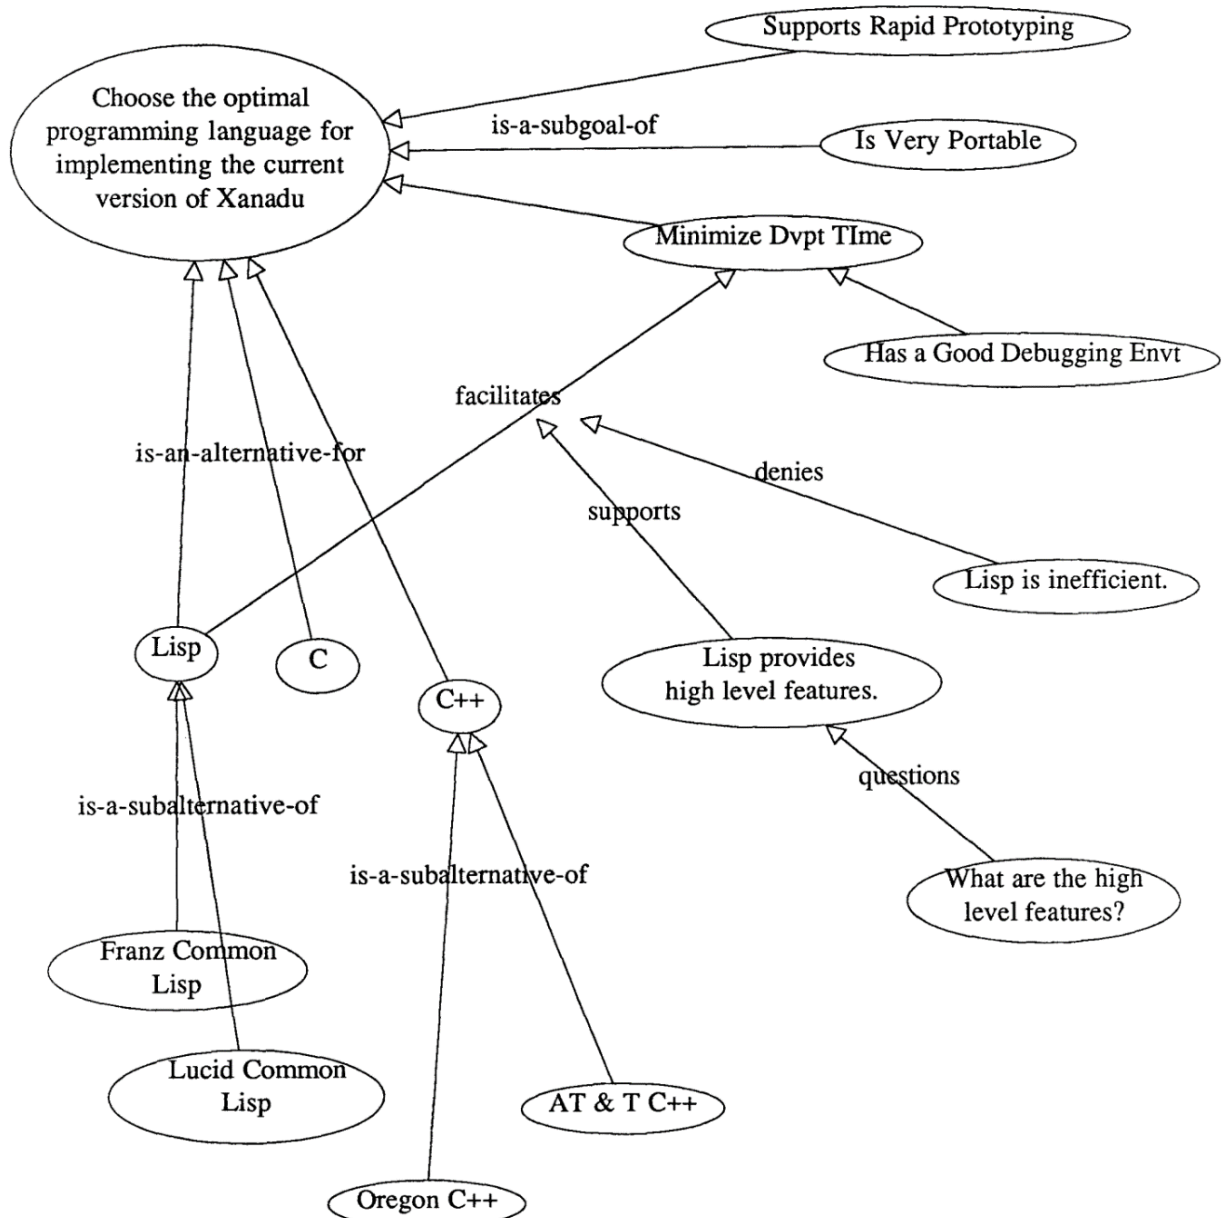 Supports Rapid Prototyping
Choose the optimal
programming language for
implementing the current
version of Xanadu
is-a-subgoal-of
Is Very Portable
Minimize Dvpt TIme
Has a Good Debugging Envt
facilitates
is-an-alternative-for
denies
supports
Lisp is inefficient.
Lisp
C
C++
Lisp provides
high level features.
questions
is-a-subalternative-of
is-a-subalternative-of
What are the high
level features?
Franz Common
Lisp
Lucid Common
Lisp
AT & T C++
Oregon C++